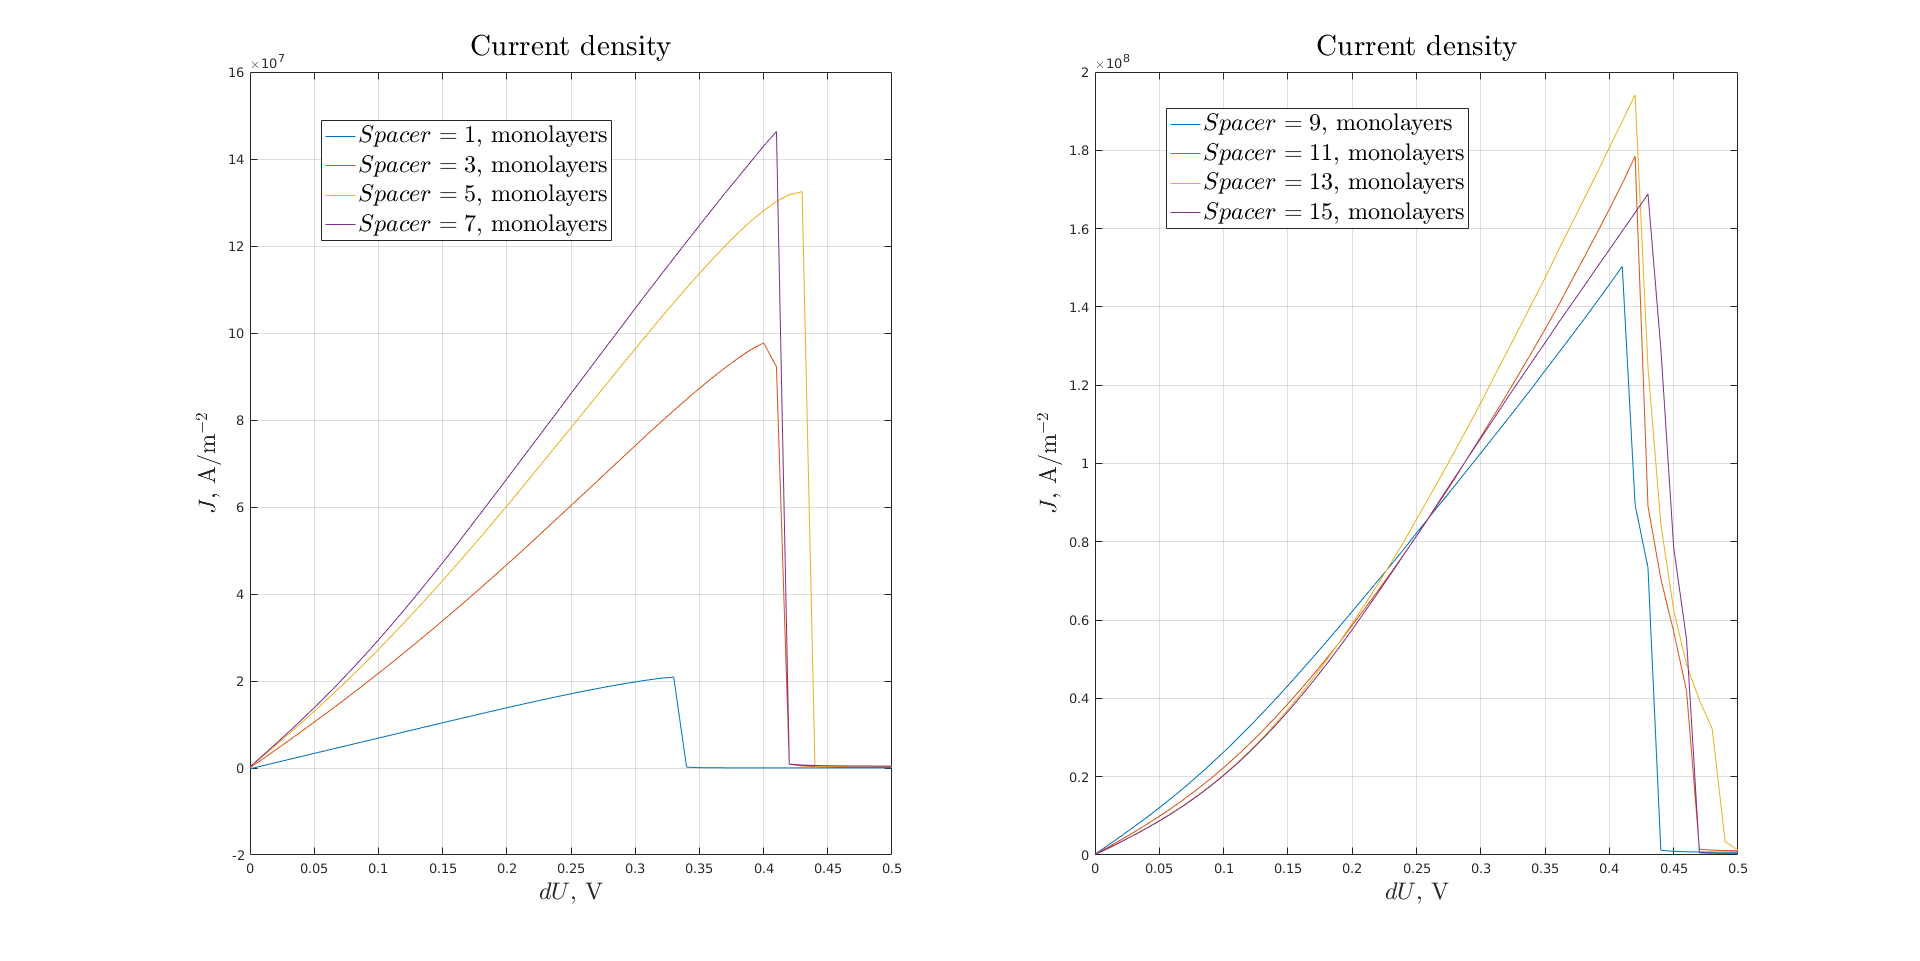 Current density
×10⁷
16
14
12
10
8
6
4
2
0
-2
J, A/m⁻²
Spacer = 1, monolayers
Spacer = 3, monolayers
Spacer = 5, monolayers
Spacer = 7, monolayers
0 0.05 0.1 0.15 0.2 0.25 0.3 0.35 0.4 0.45 0.5
dU, V
Current density
×10⁸
2
1.8
1.6
1.4
1.2
1
0.8
0.6
0.4
0.2
0
J, A/m⁻²
Spacer = 9, monolayers
Spacer = 11, monolayers
Spacer = 13, monolayers
Spacer = 15, monolayers
0 0.05 0.1 0.15 0.2 0.25 0.3 0.35 0.4 0.45 0.5
dU, V